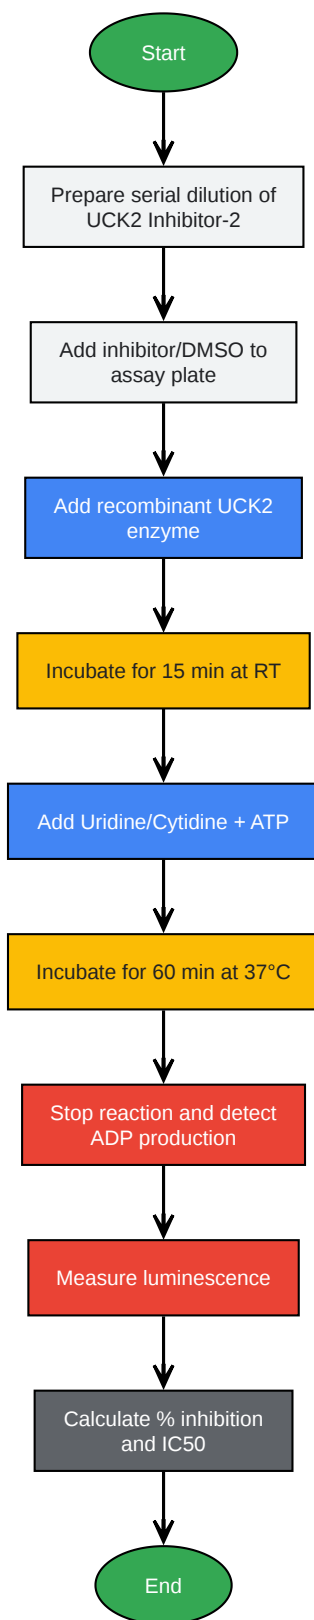 Start
Prepare serial dilution of
UCK2 Inhibitor-2
Add inhibitor/DMSO to
assay plate
Add recombinant UCK2
enzyme
Incubate for 15 min at RT
Add Uridine/Cytidine + ATP
Incubate for 60 min at 37°C
Stop reaction and detect
ADP production
Measure luminescence
Calculate % inhibition
and IC50
End